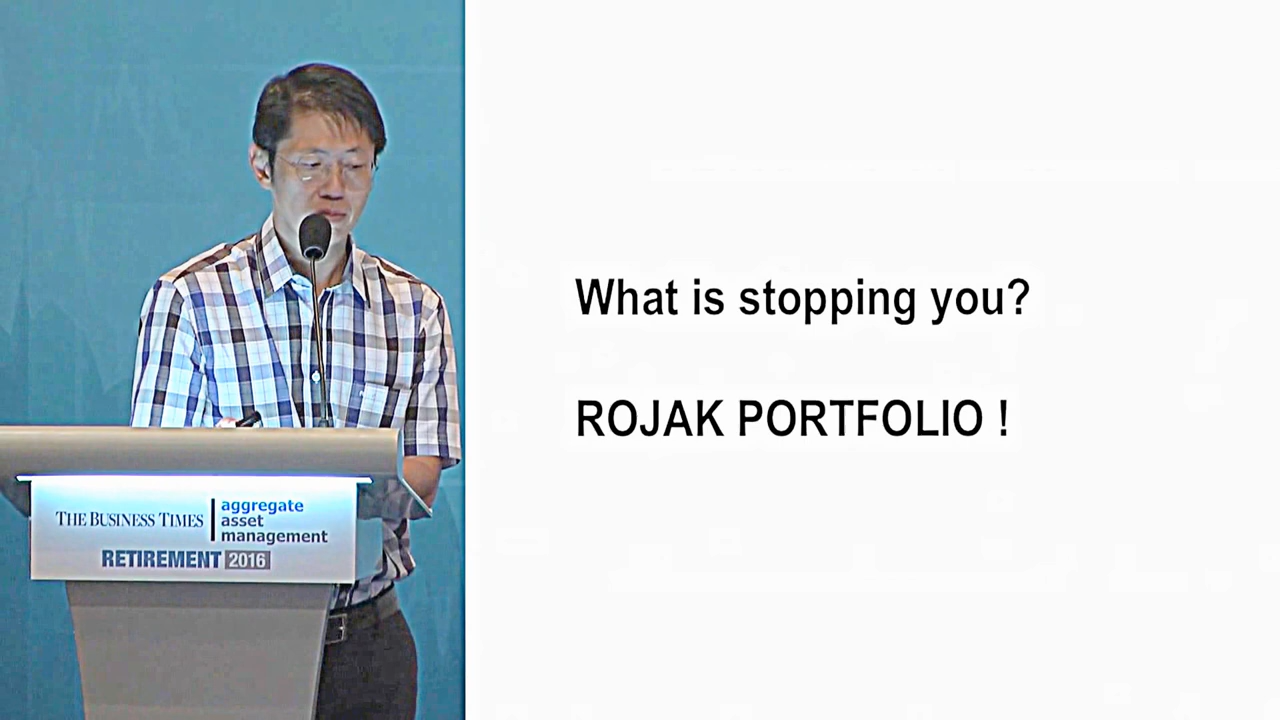 What is stopping you?
ROJAK PORTFOLIO !
THE BUSINESS TIMES
aggregate
asset
management
RETIREMENT 2016